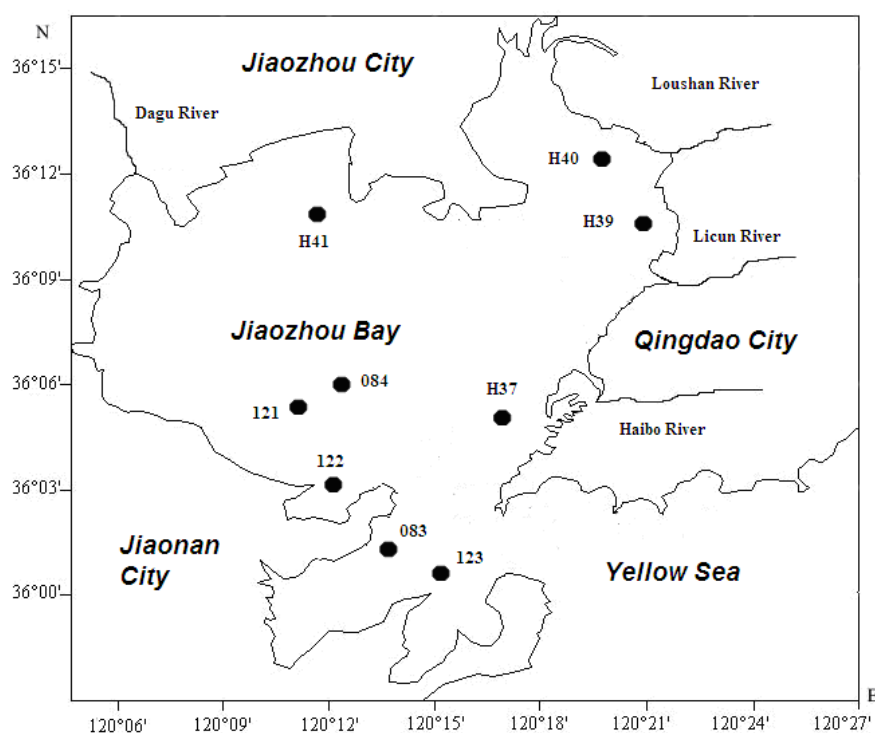 N
36°15'
Jiaozhou City
Loushan River
Dagu River
36°12'
H40
H39
H41
Licun River
36°09'
Jiaozhou Bay
Qingdao City
36°06'
084
H37
121
Haibo River
122
36°03'
083
Jiaonan
City
123
Yellow Sea
36°00'
E
120°06'
120°09'
120°12'
120°15'
120°18'
120°21'
120°24'
120°27'